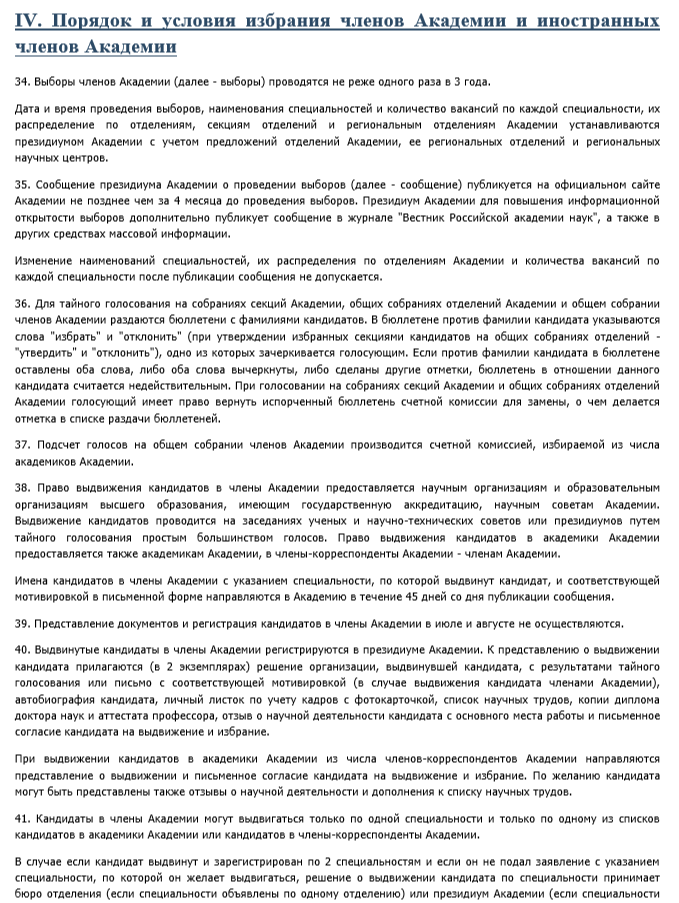 IV. Порядок и условия избрания членов Академии и иностранных
членов Академии
34. Выборы членов Академии (далее - выборы) проводятся не реже одного раза в 3 года.
Дата и время проведения выборов, наименования специальностей и количество вакансий по каждой специальности, их
распределение по отделениям, секциям отделений и региональным отделениям Академии устанавливаются
президиумом Академии с учетом предложений отделений Академии, ее региональных отделений и региональных
научных центров.
35. Сообщение президиума Академии о проведении выборов (далее - сообщение) публикуется на официальном сайте
Академии не позднее чем за 4 месяца до проведения выборов. Президиум Академии для повышения информационной
открытости выборов дополнительно публикует сообщение в журнале "Вестник Российской академии наук", а также в
других средствах массовой информации.
Изменение наименований специальностей, их распределения по отделениям Академии и количества вакансий по
каждой специальности после публикации сообщения не допускается.
36. Для тайного голосования на собраниях секций Академии, общих собраниях отделений Академии и общем собрании
членов Академии раздаются бюллетени с фамилиями кандидатов. В бюллетене против фамилии кандидата указываются
слова "избрать" и "отклонить" (при утверждении избранных секциями кандидатов на общих собраниях отделений -
"утвердить" и "отклонить"), одно из которых зачеркивается голосующим. Если против фамилии кандидата в бюллетене
оставлены оба слова, либо оба слова вычеркнуты, либо сделаны другие отметки, бюллетень в отношении данного
кандидата считается недействительным. При голосовании на собраниях секций Академии и общих собраниях отделений
Академии голосующий имеет право вернуть испорченный бюллетень счетной комиссии для замены, о чем делается
отметка в списке раздачи бюллетеней.
37. Подсчет голосов на общем собрании членов Академии производится счетной комиссией, избираемой из числа
академиков Академии.
38. Право выдвижения кандидатов в члены Академии предоставляется научным организациям и образовательным
организациям высшего образования, имеющим государственную аккредитацию, научным советам Академии.
Выдвижение кандидатов проводится на заседаниях ученых и научно-технических советов или президиумов путем
тайного голосования простым большинством голосов. Право выдвижения кандидатов в академики Академии
предоставляется также академикам Академии, в члены-корреспонденты Академии - членам Академии.
Имена кандидатов в члены Академии с указанием специальности, по которой выдвинут кандидат, и соответствующей
мотивировкой в письменной форме направляются в Академию в течение 45 дней со дня публикации сообщения.
39. Представление документов и регистрация кандидатов в члены Академии в июле и августе не осуществляются.
40. Выдвинутые кандидаты в члены Академии регистрируются в президиуме Академии. К представлению о выдвижении
кандидата прилагаются (в 2 экземплярах) решение организации, выдвинувшей кандидата, с результатами тайного
голосования или письмо с соответствующей мотивировкой (в случае выдвижения кандидата членами Академии),
автобиография кандидата, личный листок по учету кадров с фотокарточкой, список научных трудов, копии диплома
доктора наук и аттестата профессора, отзыв о научной деятельности кандидата с основного места работы и письменное
согласие кандидата на выдвижение и избрание.
При выдвижении кандидатов в академики Академии из числа членов-корреспондентов Академии направляются
представление о выдвижении и письменное согласие кандидата на выдвижение и избрание. По желанию кандидата
могут быть представлены также отзывы о научной деятельности и дополнения к списку научных трудов.
41. Кандидаты в члены Академии могут выдвигаться только по одной специальности и только по одному из списков
кандидатов в академики Академии или кандидатов в члены-корреспонденты Академии.
В случае если кандидат выдвинут и зарегистрирован по 2 специальностям и если он не подал заявление с указанием
специальности, по которой он желает выдвигаться, решение о выдвижении кандидата по специальности принимает
бюро отделения (если специальности объявлены по одному отделению) или президиум Академии (если специальности